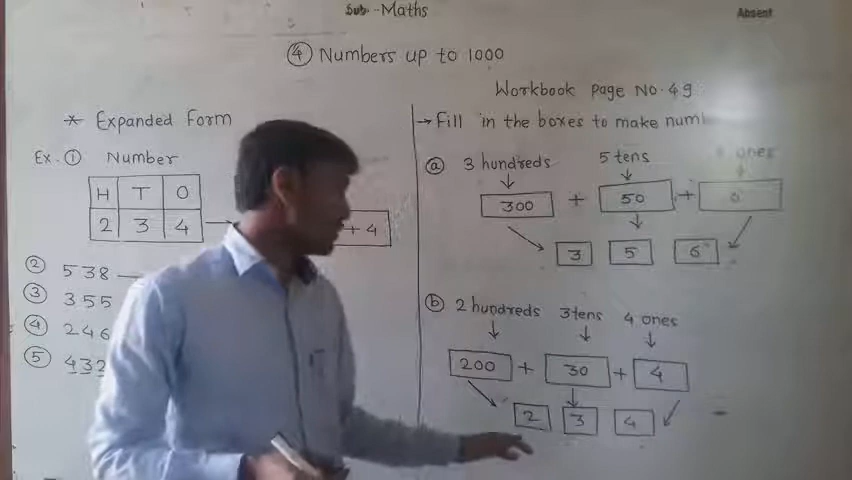 Sub.-Maths
Absent
④ Numbers up to 1000
Workbook Page No. 49
* Expanded Form
Ex. ① Number
H T O
2 3 4 →
+ 4
② 538
③ 355
④ 246
⑤ 432
→ Fill in the boxes to make
ⓐ 3 hundreds 5 tens ones
300 + 50 +
3 5 6
ⓑ 2 hundreds 3 tens 4 ones
200 + 30 + 4
2 3 4